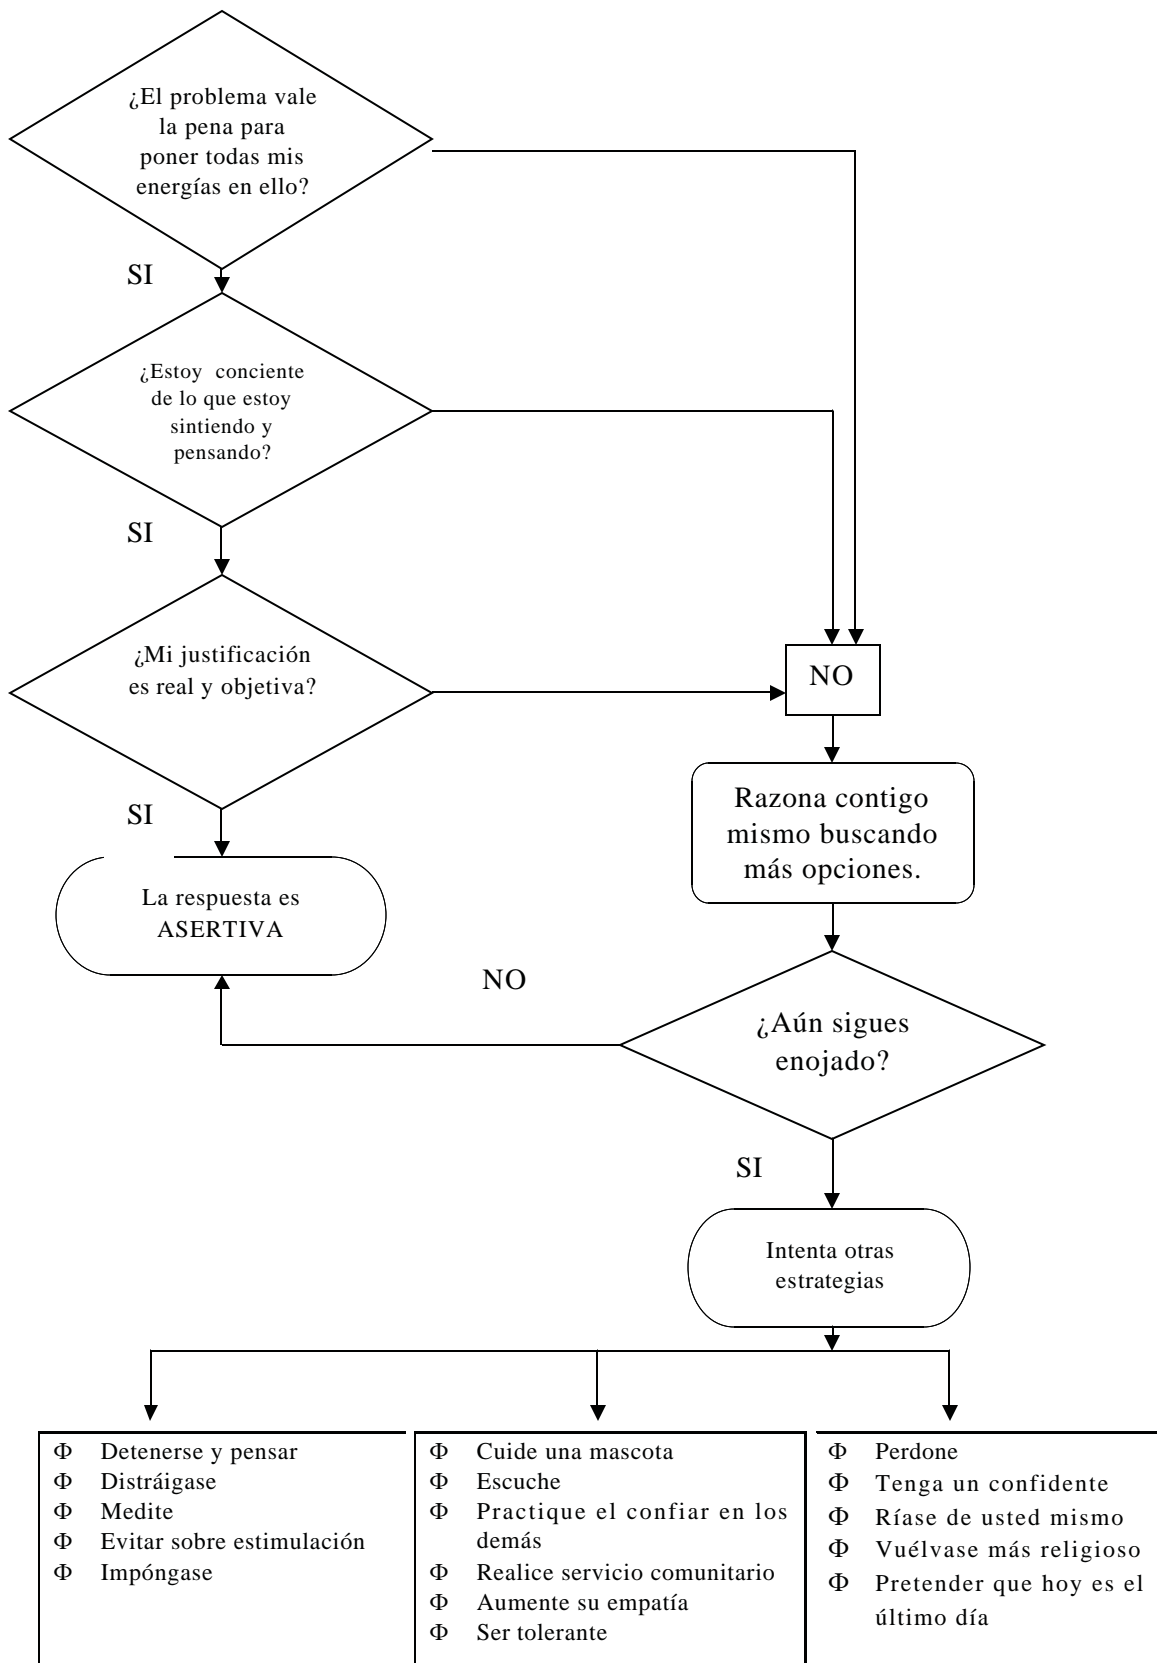 ¿El problema vale
la pena para
poner todas mis
energías en ello?
SI
¿Estoy conciente
de lo que estoy
sintiendo y
pensando?
SI
¿Mi justificación
es real y objetiva?
NO
SI
Razona contigo
mismo buscando
más opciones.
La respuesta es
ASERTIVA
NO
¿Aún sigues
enojado?
SI
Intenta otras
estrategias
Φ Detenerse y pensar
Φ Distráigase
Φ Medite
Φ Evitar sobre estimulación
Φ Impóngase
Φ Cuide una mascota
Φ Escuche
Φ Practique el confiar en los
demás
Φ Realice servicio comunitario
Φ Aumente su empatía
Φ Ser tolerante
Φ Perdone
Φ Tenga un confidente
Φ Ríase de usted mismo
Φ Vuélvase más religioso
Φ Pretender que hoy es el
último día